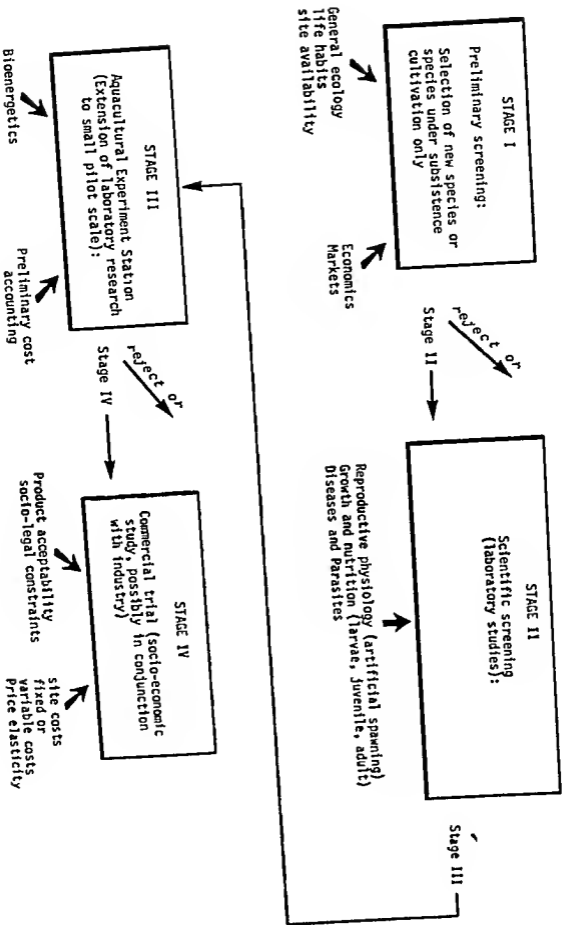 STAGE I
Preliminary screening:
Selection of new species or
species under subsistence
cultivation only
General ecology
life habits
site availability
Economics
Markets
reject or
Stage II
STAGE II
Scientific screening
(laboratory studies):
Reproductive physiology (artificial spawning)
Growth and nutrition (larvae, juvenile, adult)
Diseases and Parasites
Stage III
STAGE III
Aquacultural Experiment Station
(Extension of laboratory research
to small pilot scale):
Bioenergetics
Preliminary cost
accounting
reject or
Stage IV
STAGE IV
Commercial trial (socio-economic
study, possibly in conjunction
with industry)
Product acceptability
socio-legal constraints
site costs
fixed or
variable costs
Price elasticity